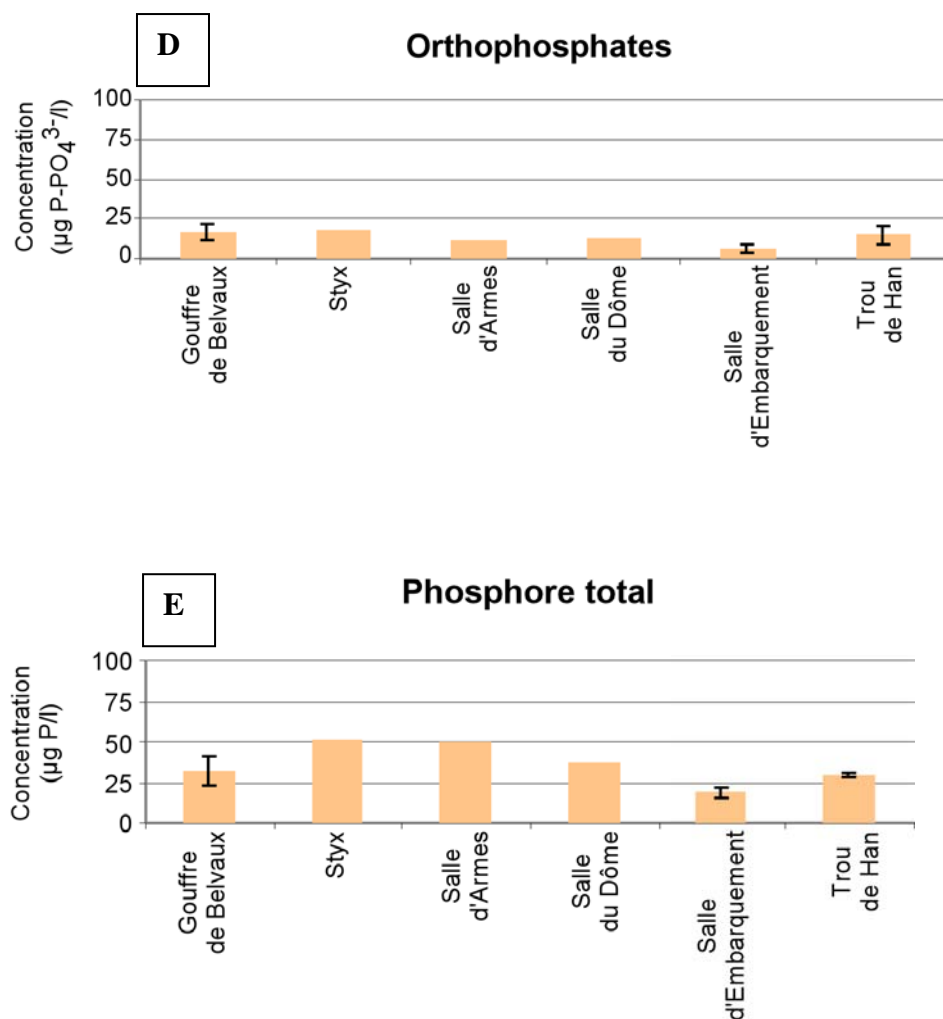 D
Orthophosphates
Concentration
(µg P-PO₄³⁻/l)
100
75
50
25
0
Gouffre
de Belvaux
Styx
Salle
d'Armes
Salle
du Dôme
Salle
d'Embarquement
Trou
de Han
E
Phosphore total
Concentration
(µg P/l)
100
75
50
25
0
Gouffre
de Belvaux
Styx
Salle
d'Armes
Salle
du Dôme
Salle
d'Embarquement
Trou
de Han